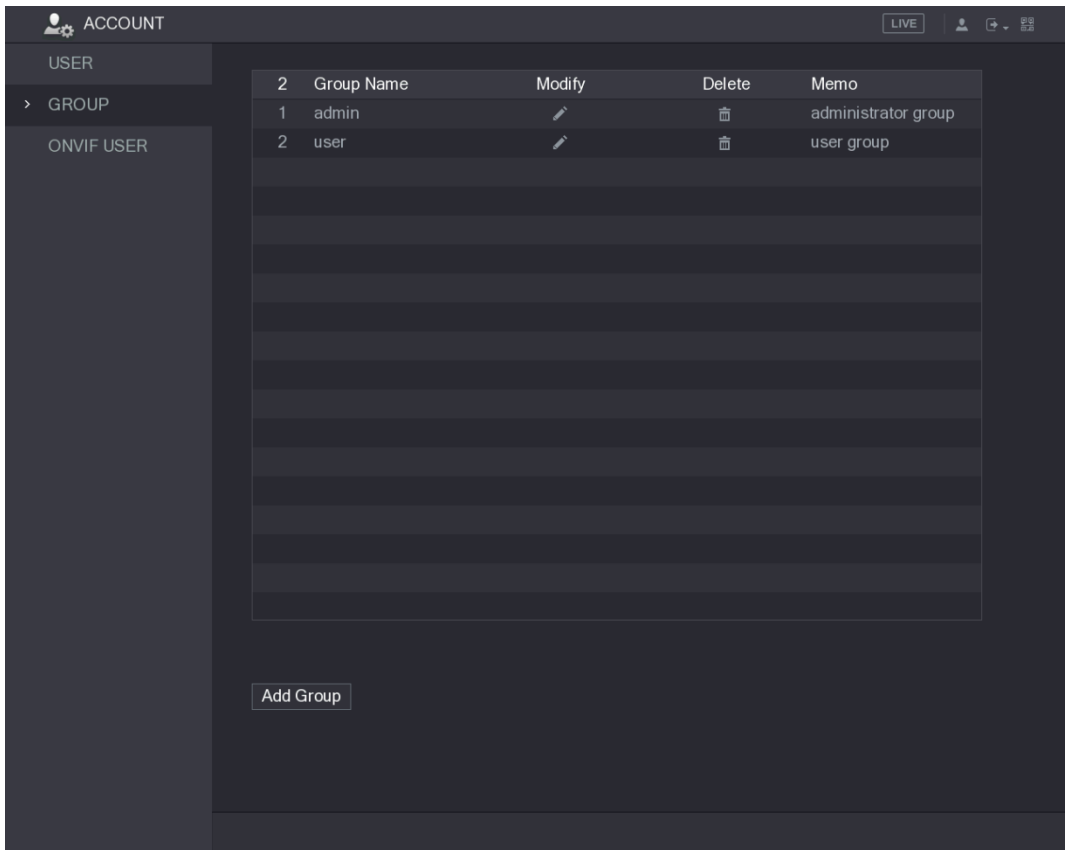 ACCOUNT
LIVE
USER
GROUP
ONVIF USER
2 Group Name Modify Delete Memo
1 admin administrator group
2 user user group
Add Group